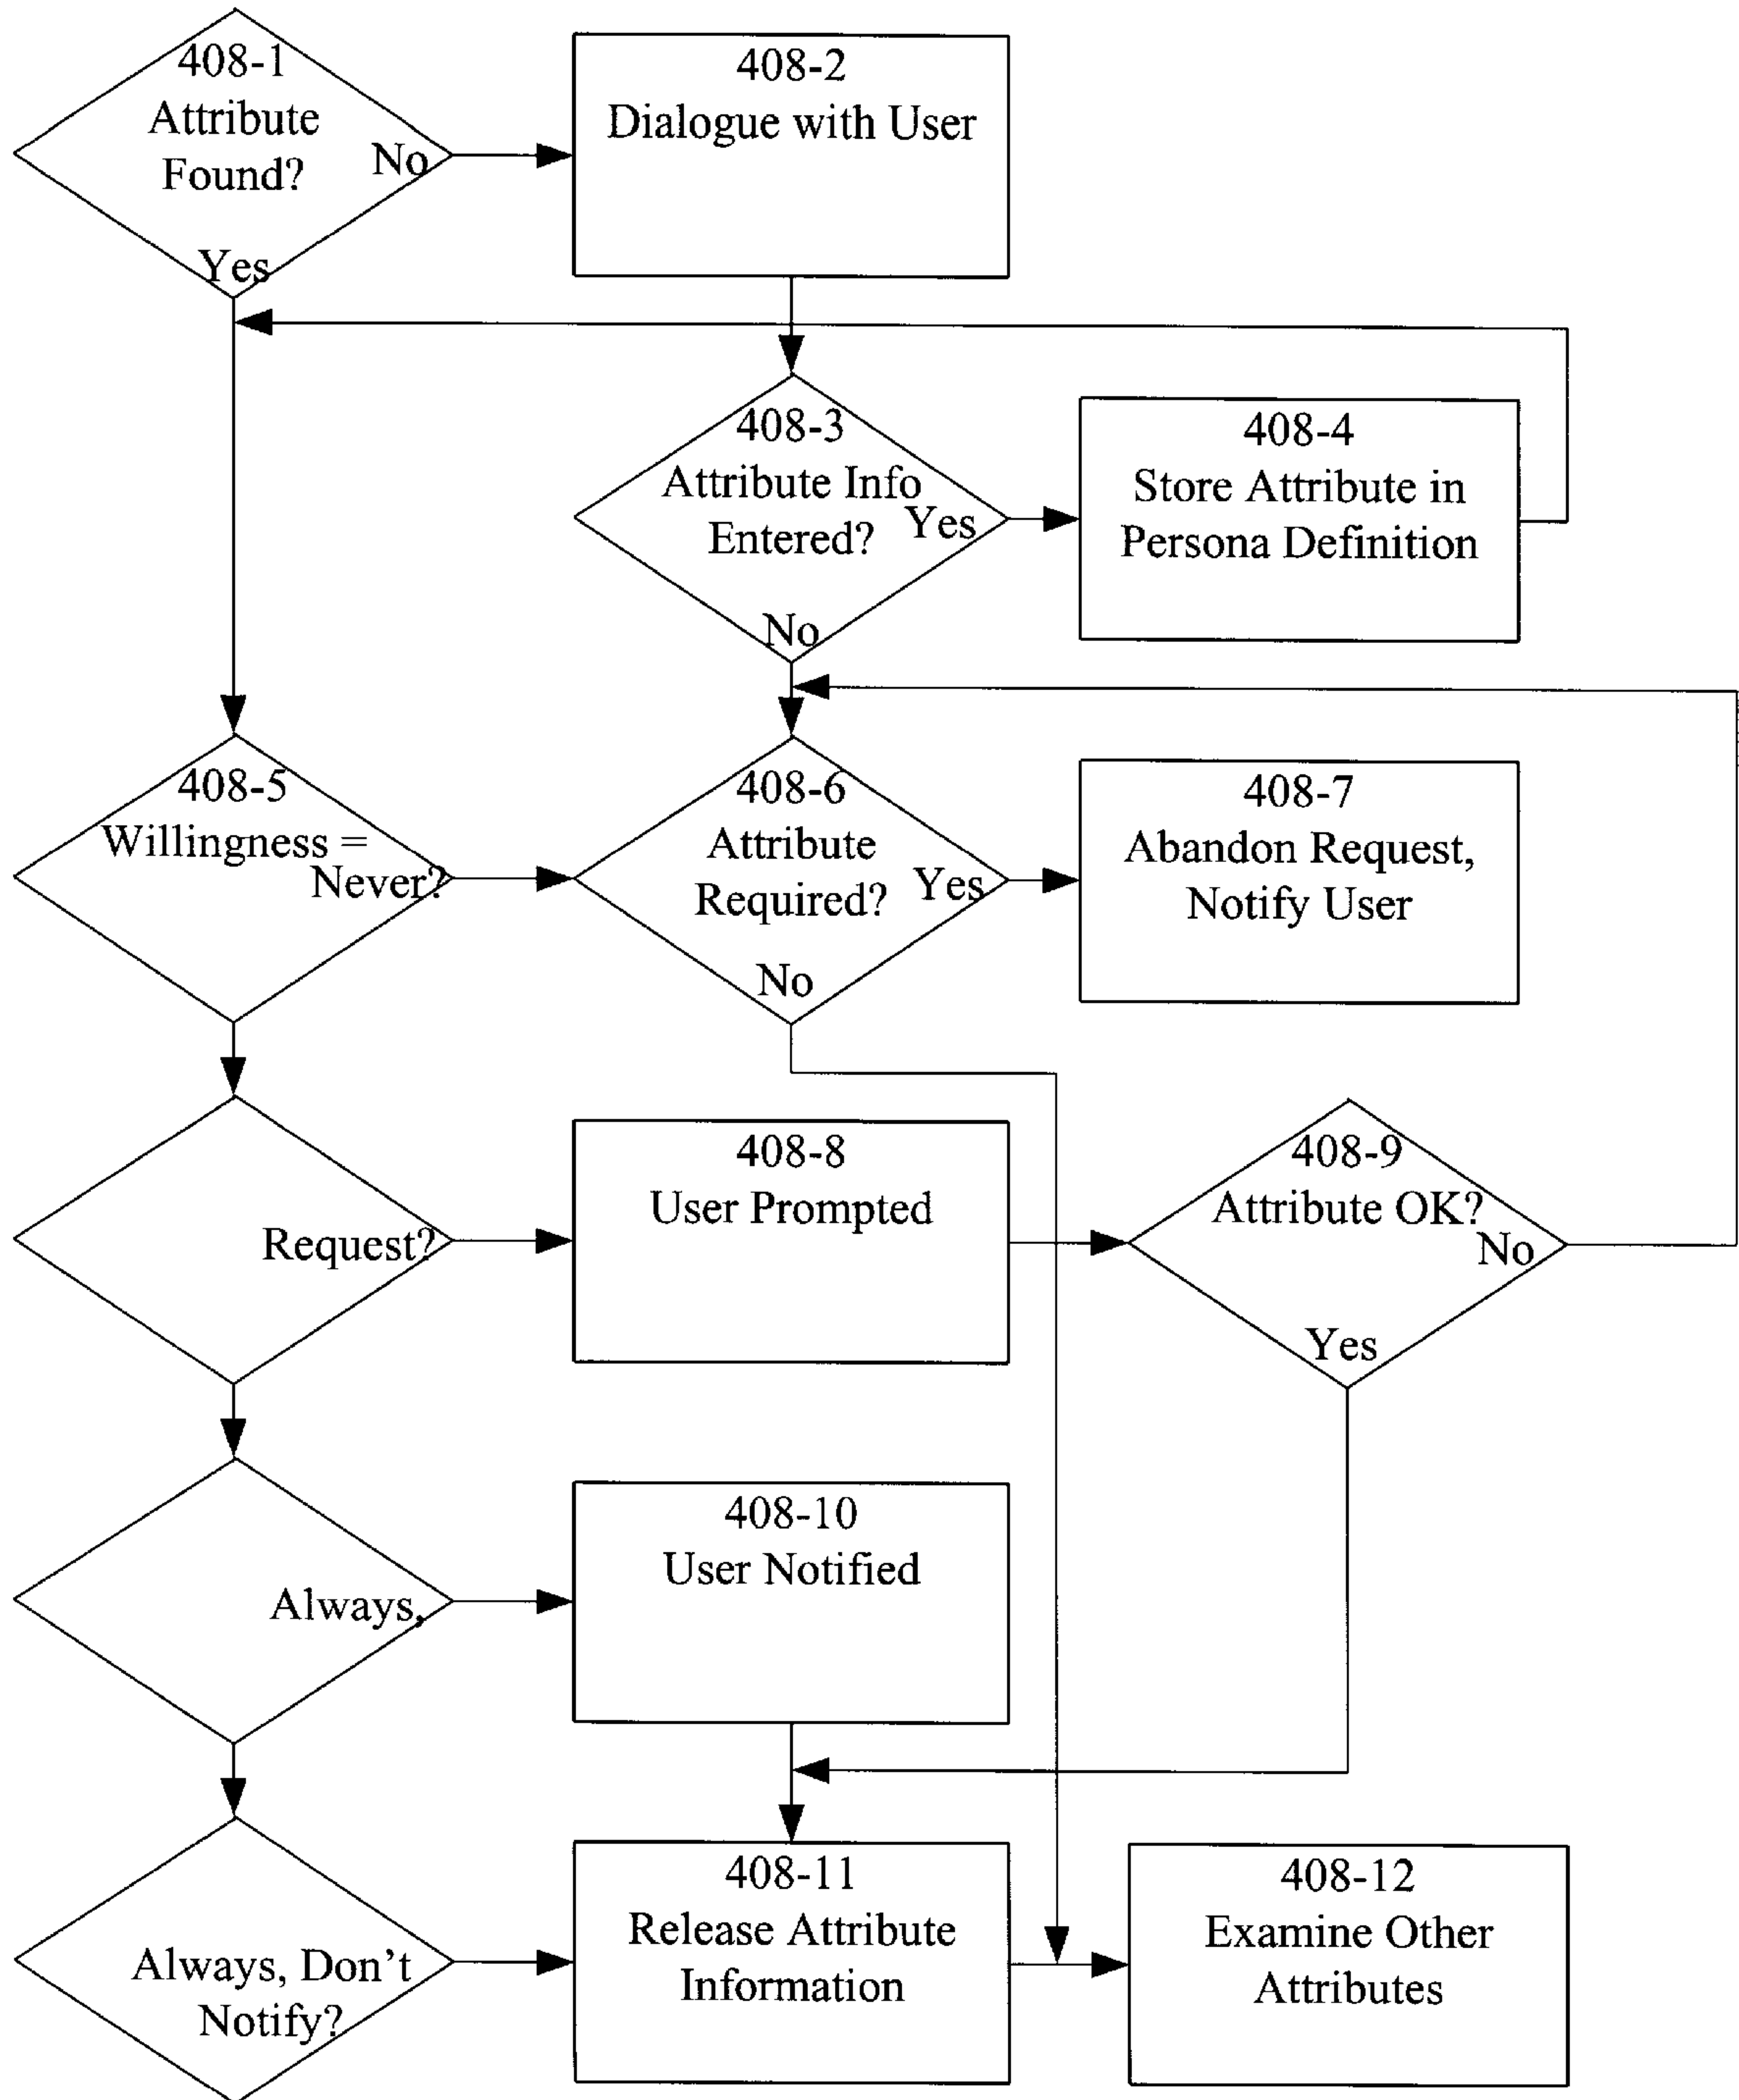 408-1
Attribute
Found?
No
Yes
408-2
Dialogue with User
408-3
Attribute Info
Entered?
Yes
No
408-4
Store Attribute in
Persona Definition
408-5
Willingness =
Never?
408-6
Attribute
Required?
Yes
No
408-7
Abandon Request,
Notify User
Request?
408-8
User Prompted
408-9
Attribute OK?
No
Yes
Always,
408-10
User Notified
Always, Don't
Notify?
408-11
Release Attribute
Information
408-12
Examine Other
Attributes